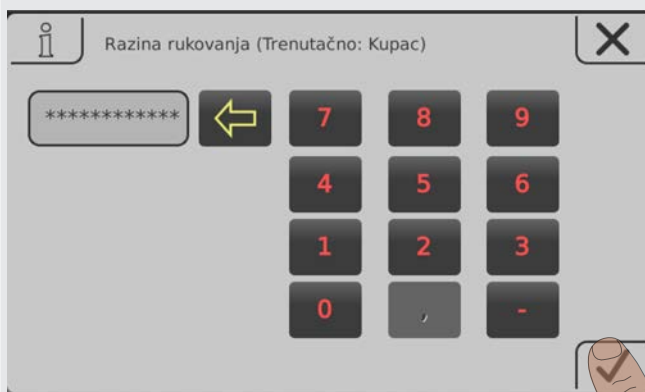 Razina rukovanja (Trenutačno: Kupac)
************
7 8 9
4 5 6
1 2 3
0 , -